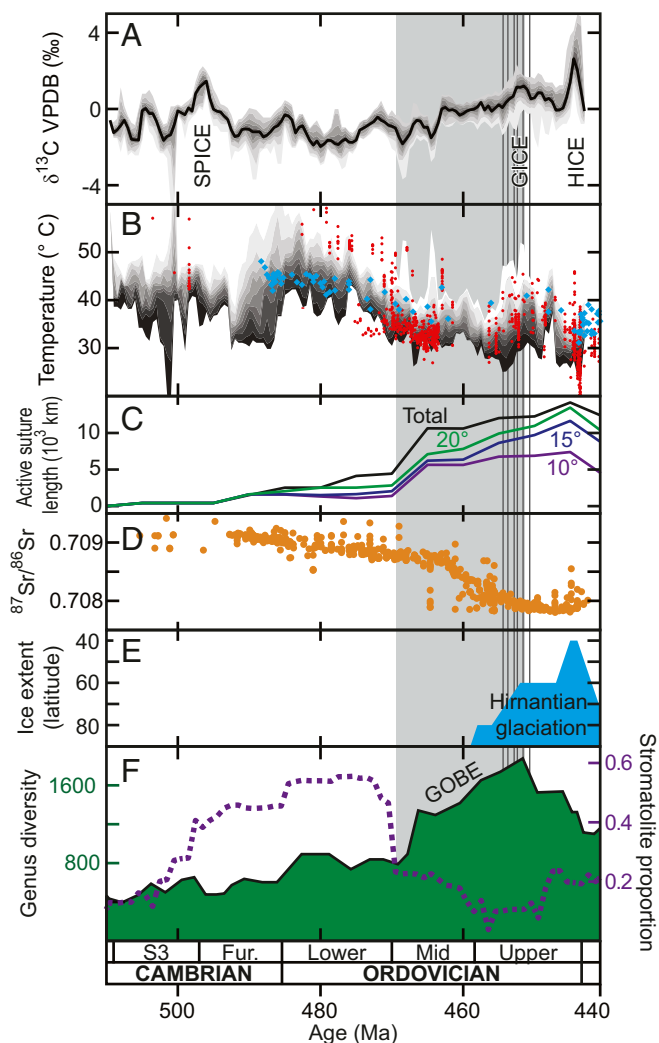 A
δ13C VPDB (‰)
4
0
-4
SPICE
GICE
HICE
B
Temperature (° C)
50
40
30
C
Active suture
length (10³ km)
10
5
0
Total
20°
15°
10°
D
⁸⁷Sr/⁸⁶Sr
0.709
0.708
E
Ice extent
(latitude)
40
60
80
Hirnantian
glaciation
F
Genus diversity
1600
800
GOBE
0.6
0.4
0.2
Stromatolite proportion
S3 Fur. Lower Mid Upper
CAMBRIAN ORDOVICIAN
500 480 460 440
Age (Ma)